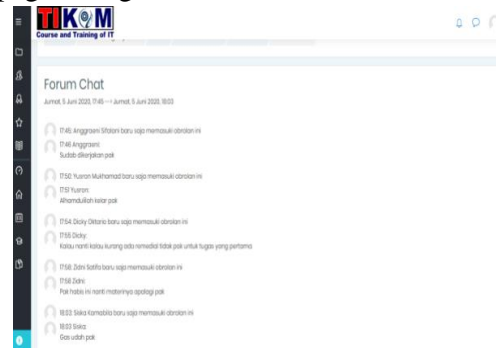 TIKOM
Course and Training of IT
Forum Chat
Jumat, 5 Juni 2020, 17:45 --> Jumat, 5 Juni 2020, 18:03
17:45: Anggraeni Sifalani baru saja memasuki obrolan ini
17:46 Anggraeni:
Sudab dikerjakan pak
17:50: Yusron Mukhamad baru saja memasuki obrolan ini
17:51 Yusron:
Alhamdulilah kelar pak
17:54: Dicky Oktario baru saja memasuki obrolan ini
17:55 Dicky:
Kalau nanti kalau kurang ada remedial tidak pak untuk tugas yang pertama
17:58: Zidni Satifa baru saja memasuki obrolan ini
17:58 Zidni:
Pak habis ini nanti materinya apalagi pak
18:03: Siska Karnabila baru saja memasuki obrolan ini
18:03 Siska:
Gas udah pak